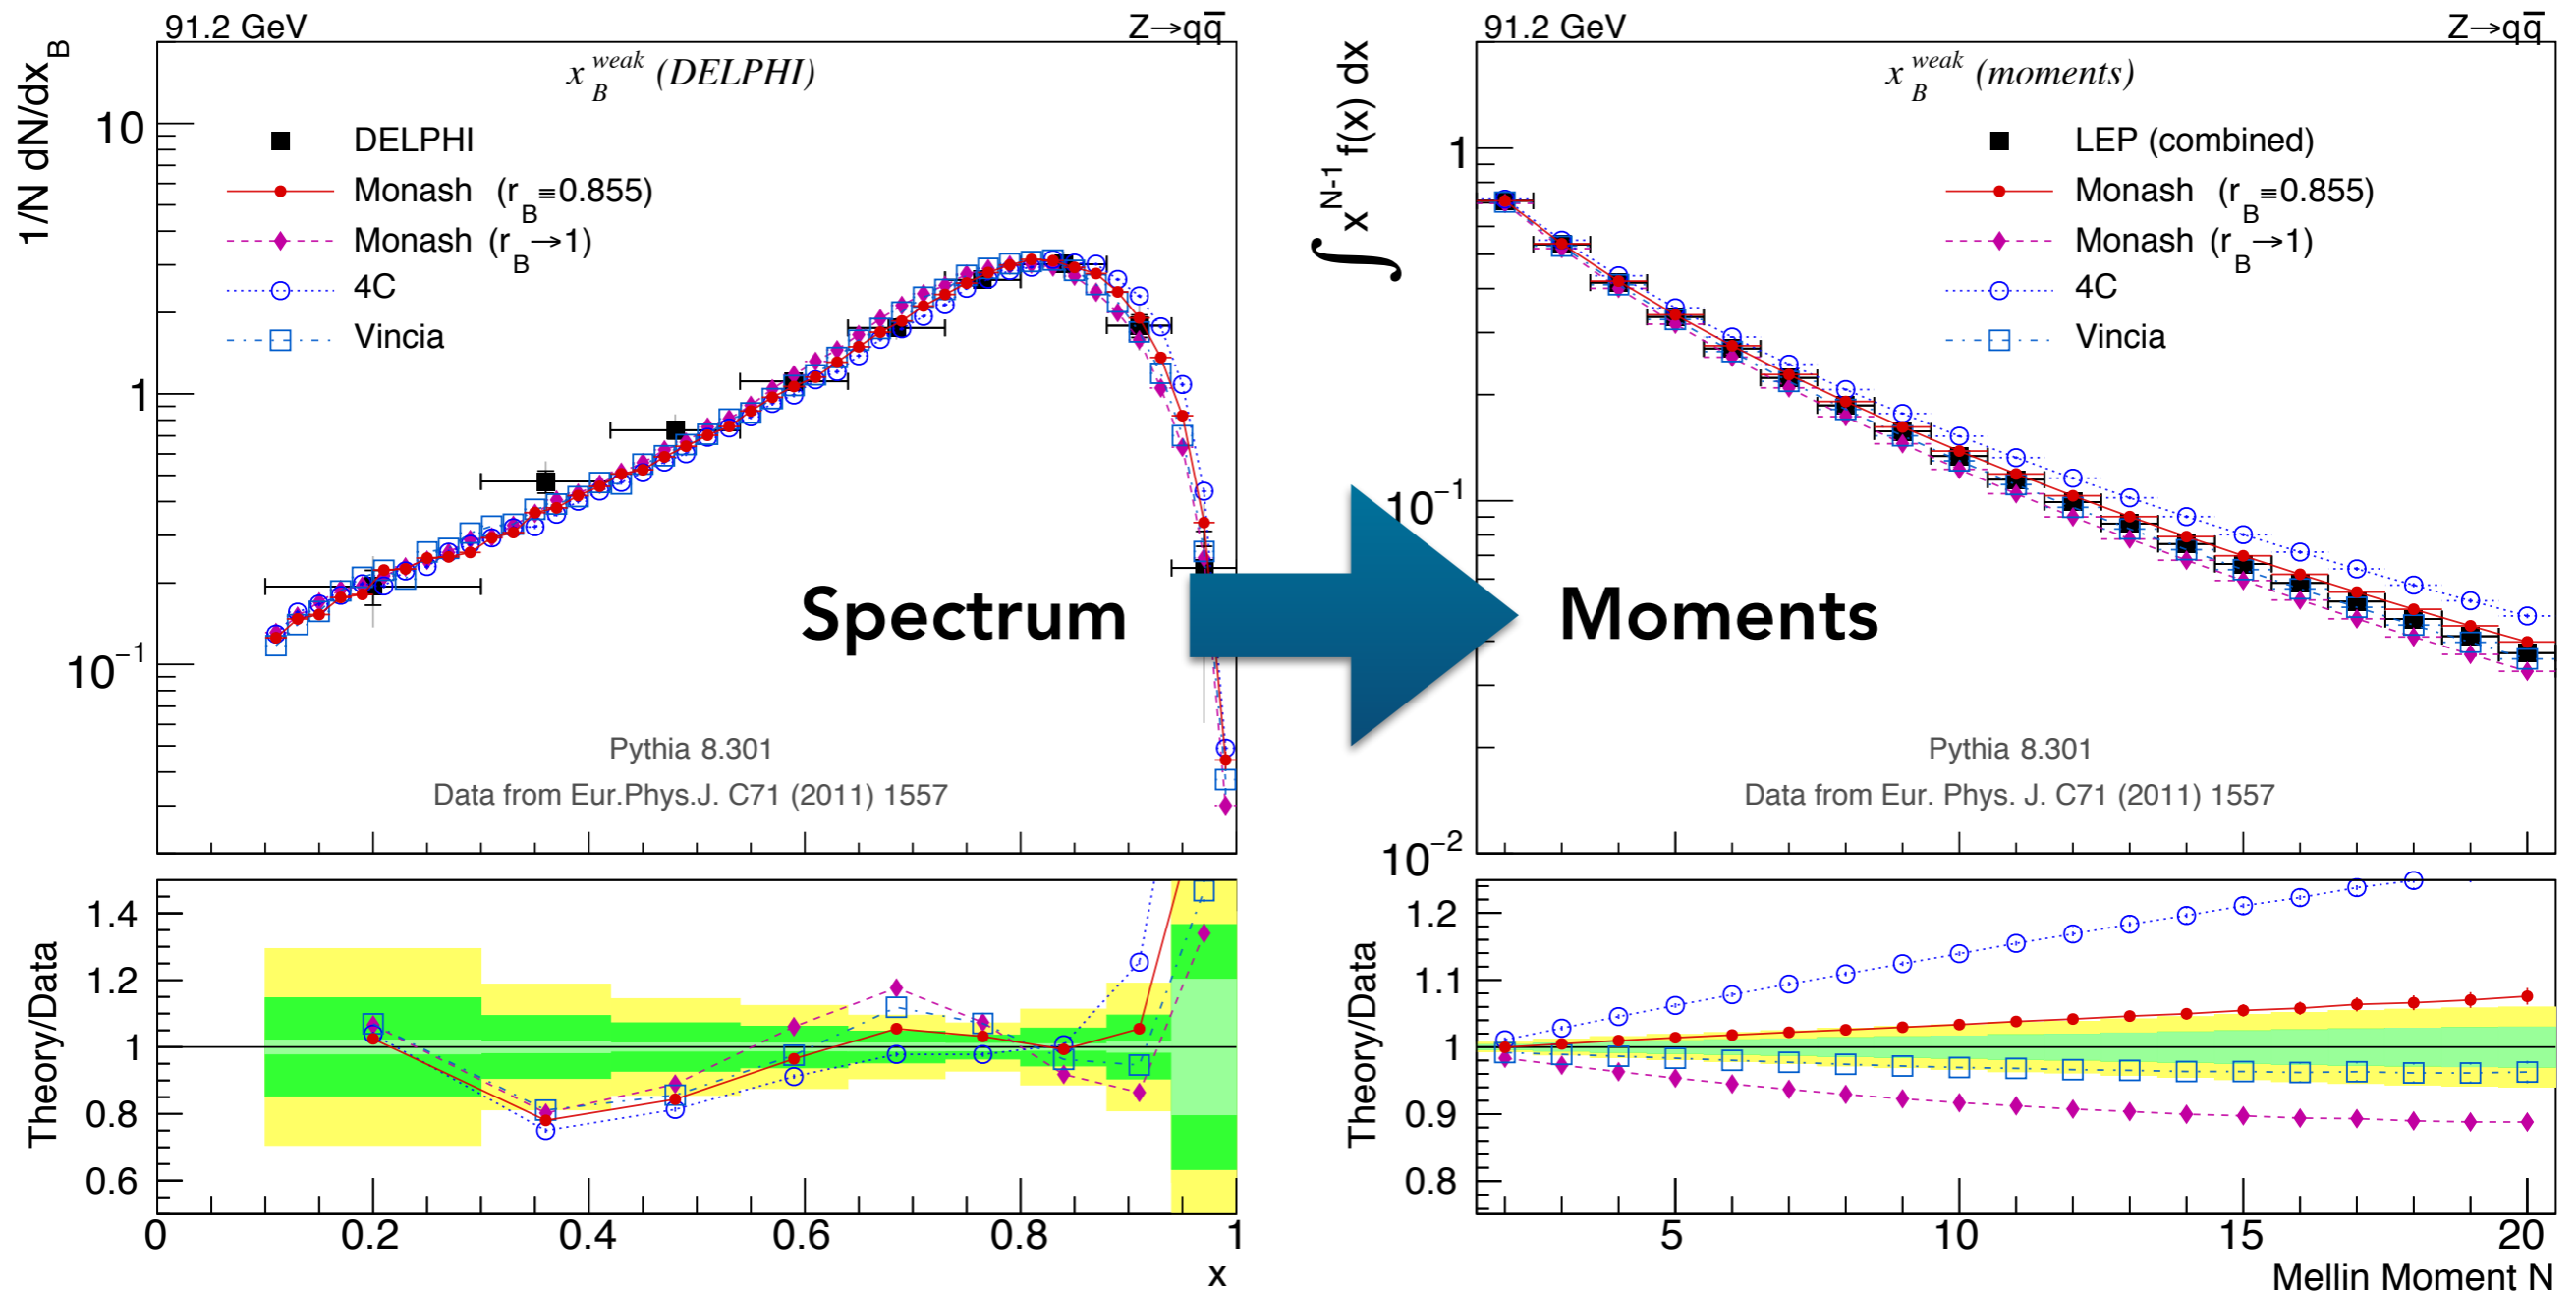 91.2 GeV
Z→qq̅
1/N dN/dx_B
x_B^weak (DELPHI)
DELPHI
Monash (r_B≡0.855)
Monash (r_B→1)
4C
Vincia
10
1
10^−1
Spectrum
Pythia 8.301
Data from Eur.Phys.J. C71 (2011) 1557
Theory/Data
1.4
1.2
1
0.8
0.6
0
0.2
0.4
0.6
0.8
1
x
91.2 GeV
Z→qq̅
∫ x^N-1 f(x) dx
x_B^weak (moments)
LEP (combined)
Monash (r_B≡0.855)
Monash (r_B→1)
4C
Vincia
1
10^−1
10^−2
Moments
Pythia 8.301
Data from Eur. Phys. J. C71 (2011) 1557
Theory/Data
1.2
1.1
1
0.9
0.8
5
10
15
20
Mellin Moment N